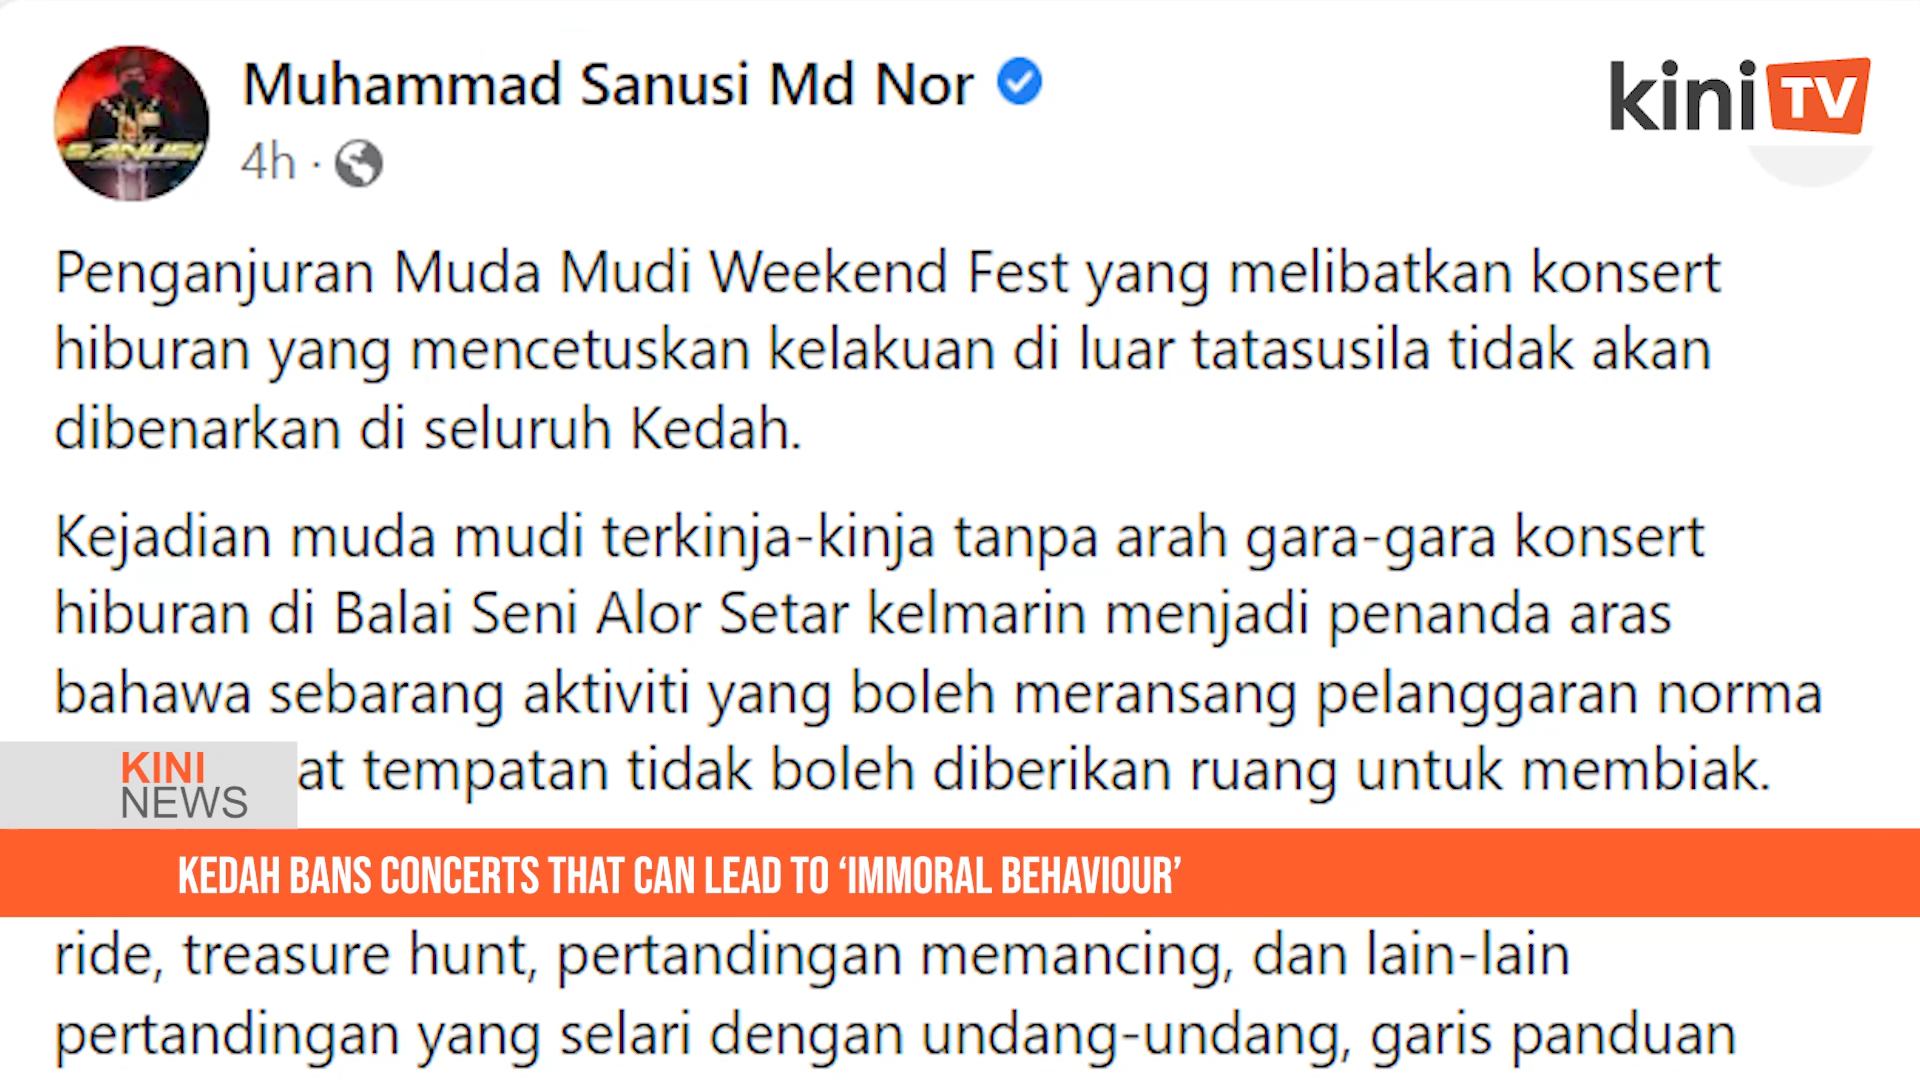 Muhammad Sanusi Md Nor
4h ·
kini TV
Penganjuran Muda Mudi Weekend Fest yang melibatkan konsert
hiburan yang mencetuskan kelakuan di luar tatasusila tidak akan
dibenarkan di seluruh Kedah.
Kejadian muda mudi terkinja-kinja tanpa arah gara-gara konsert
hiburan di Balai Seni Alor Setar kelmarin menjadi penanda aras
bahawa sebarang aktiviti yang boleh meransang pelanggaran norma
at tempatan tidak boleh diberikan ruang untuk membiak.
KINI
NEWS
KEDAH BANS CONCERTS THAT CAN LEAD TO ‘IMMORAL BEHAVIOUR’
ride, treasure hunt, pertandingan memancing, dan lain-lain
pertandingan yang selari dengan undang-undang, garis panduan
SANUSI